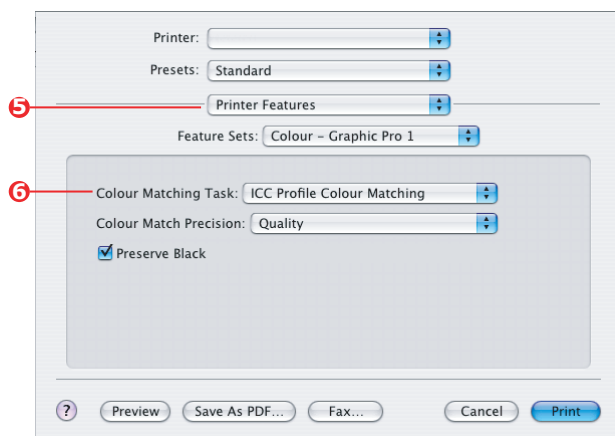 Printer:
Presets: Standard
5 Printer Features
Feature Sets: Colour – Graphic Pro 1
6 Colour Matching Task: ICC Profile Colour Matching
Colour Match Precision: Quality
Preserve Black
? Preview Save As PDF... Fax... Cancel Print